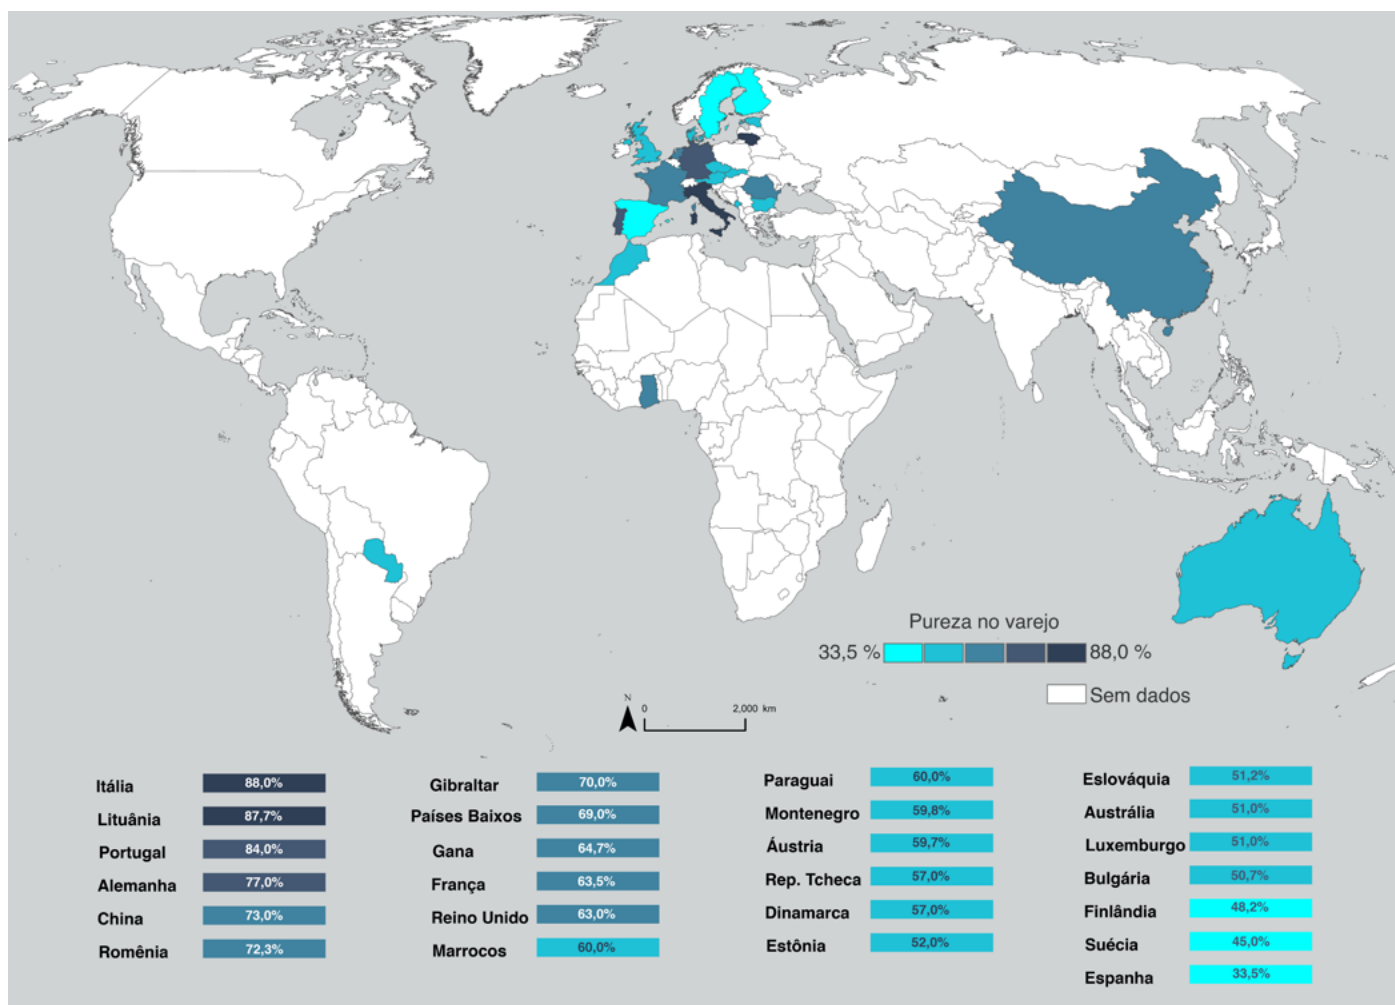 Pureza no varejo
33,5 % 88,0 %
Sem dados
N
0 2,000 km
Itália 88,0%
Lituânia 87,7%
Portugal 84,0%
Alemanha 77,0%
China 73,0%
Romênia 72,3%
Gibraltar 70,0%
Países Baixos 69,0%
Gana 64,7%
França 63,5%
Reino Unido 63,0%
Marrocos 60,0%
Paraguai 60,0%
Montenegro 59,8%
Áustria 59,7%
Rep. Tcheca 57,0%
Dinamarca 57,0%
Estônia 52,0%
Eslováquia 51,2%
Austrália 51,0%
Luxemburgo 51,0%
Bulgária 50,7%
Finlândia 48,2%
Suécia 45,0%
Espanha 33,5%